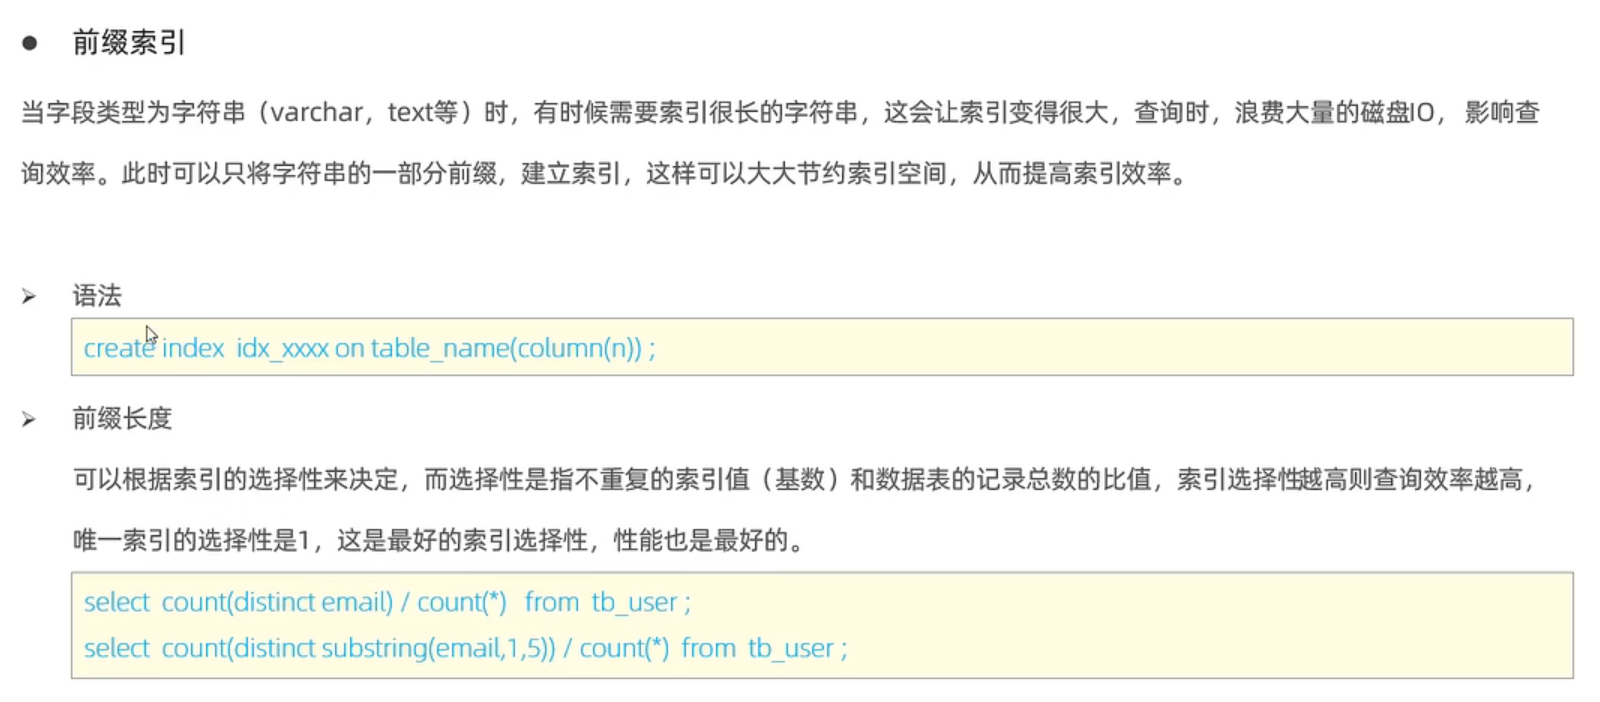 ● 前缀索引
当字段类型为字符串（varchar，text等）时，有时候需要索引很长的字符串，这会让索引变得很大，查询时，浪费大量的磁盘IO， 影响查
询效率。此时可以只将字符串的一部分前缀，建立索引，这样可以大大节约索引空间，从而提高索引效率。
➢ 语法
create index idx_xxxx on table_name(column(n)) ;
➢ 前缀长度
可以根据索引的选择性来决定，而选择性是指不重复的索引值（基数）和数据表的记录总数的比值，索引选择性越高则查询效率越高，
唯一索引的选择性是1，这是最好的索引选择性，性能也是最好的。
select count(distinct email) / count(*) from tb_user ;
select count(distinct substring(email,1,5)) / count(*) from tb_user ;